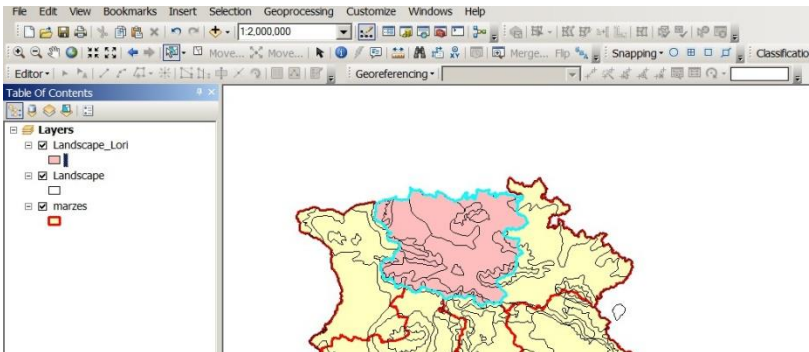 File Edit View Bookmarks Insert Selection Geoprocessing Customize Windows Help
1:2,000,000
Move... Move... Merge... Flip Snapping Classificatio
Editor Georeferencing
Table Of Contents
Layers
Landscape_Lori
Landscape
marzes